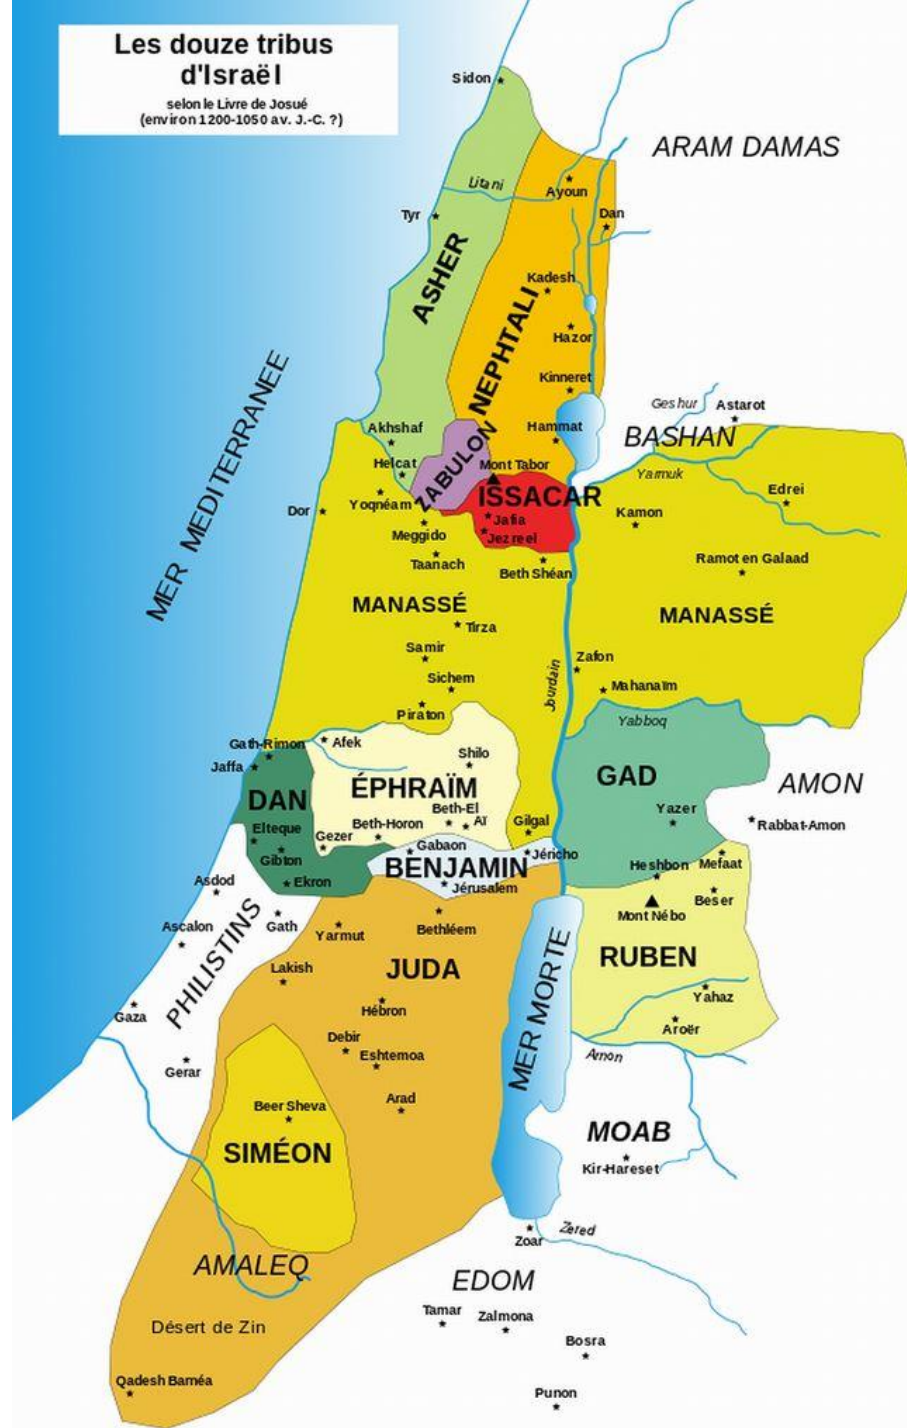 Les douze tribus
d'Israël
selon le Livre de Josué
(environ 1200-1050 av. J.-C. ?)
Sidon
ARAM DAMAS
Litani
Ayoun
Tyr
Dan
ASHER
Kadesh
NEPHTALI
Hazor
MER MEDITERRANEE
Kinneret
Geshur
Astarot
Akhshaf
Hammat
BASHAN
ZABULON
Helcat
Mont Tabor
Yarmuk
ISSACAR
Edrei
Yoqnéam
Dor
Jafia
Kamon
Meggido
Jezreel
Taanach
Beth Shéan
Ramot en Galaad
MANASSÉ
MANASSÉ
Tirza
Samir
Zafon
Jourdain
Sichem
Mahanaïm
Piraton
Yabboq
Gath-Rimon
Afek
Shilo
Jaffa
GAD
AMON
ÉPHRAÏM
DAN
Beth-El
Yazer
Aï
Gilgal
Elteque
Beth-Horon
Rabbat-Amon
Gezer
Gabaon
Gibton
Jéricho
BENJAMIN
Heshbon
Mefaat
Ekron
Jérusalem
Asdod
Beser
Mont Nébo
Ascalon
Gath
Yarmut
Bethléem
PHILISTINS
RUBEN
Lakish
JUDA
MER MORTE
Yahaz
Gaza
Hébron
Aroër
Debir
Eshtemoa
Arnon
Gerar
Arad
Beer Sheva
MOAB
SIMÉON
Kir-Hareset
Zered
Zoar
AMALEQ
EDOM
Tamar
Zalmona
Désert de Zin
Bosra
Qadesh Barnéa
Punon